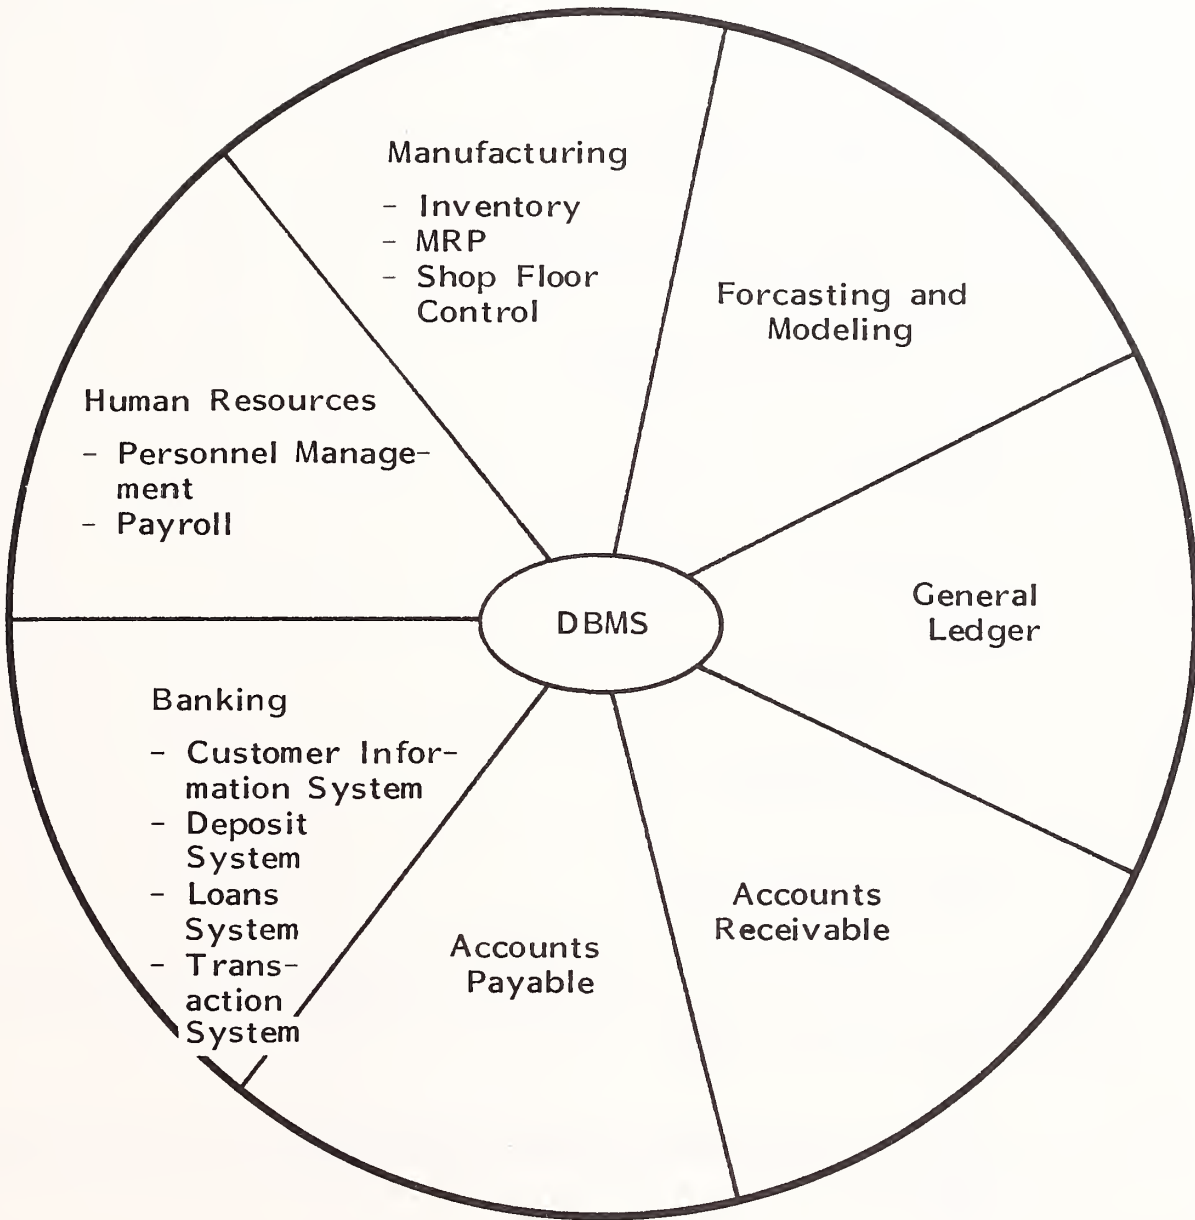 Manufacturing
- Inventory
- MRP
- Shop Floor
Control
Forcasting and
Modeling
Human Resources
- Personnel Manage-
ment
- Payroll
DBMS
General
Ledger
Banking
- Customer Infor-
mation System
- Deposit
System
- Loans
System
- Trans-
action
System
Accounts
Payable
Accounts
Receivable